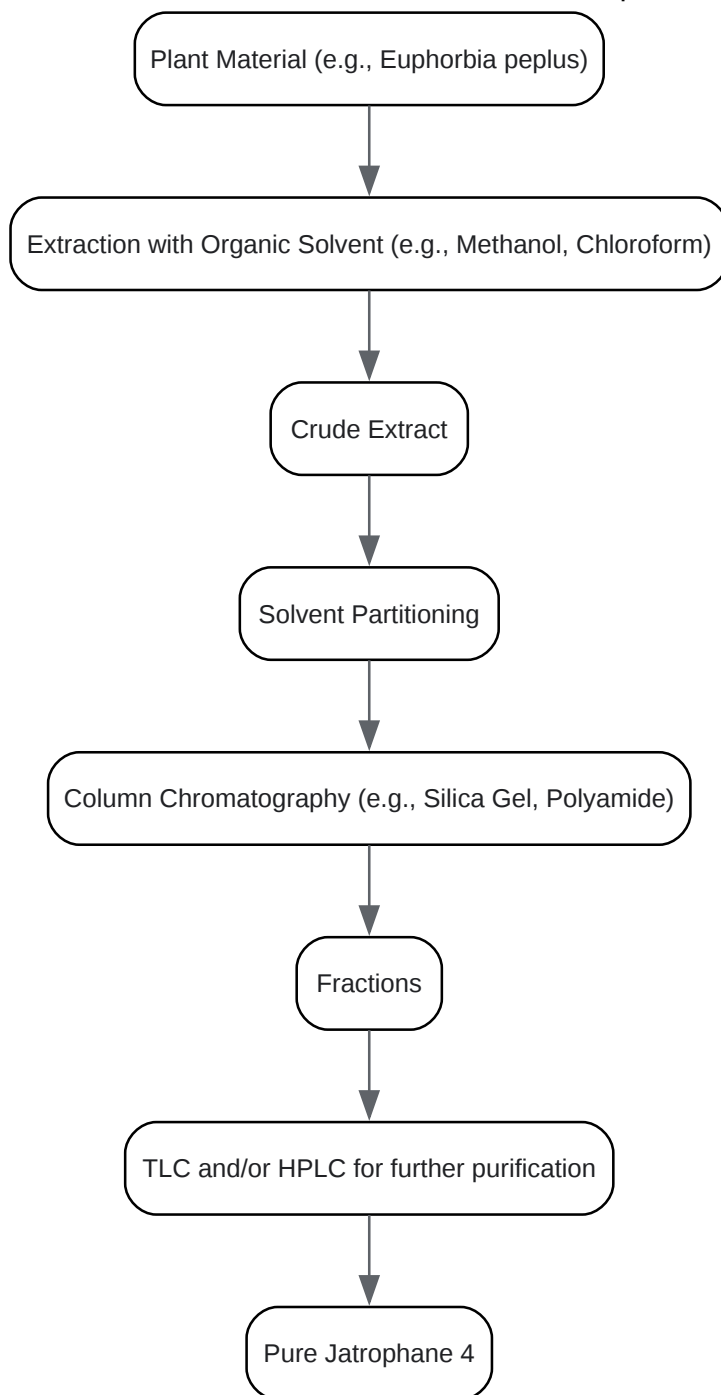 Plant Material (e.g., Euphorbia peplus)
Extraction with Organic Solvent (e.g., Methanol, Chloroform)
Crude Extract
Solvent Partitioning
Column Chromatography (e.g., Silica Gel, Polyamide)
Fractions
TLC and/or HPLC for further purification
Pure Jatrophane 4